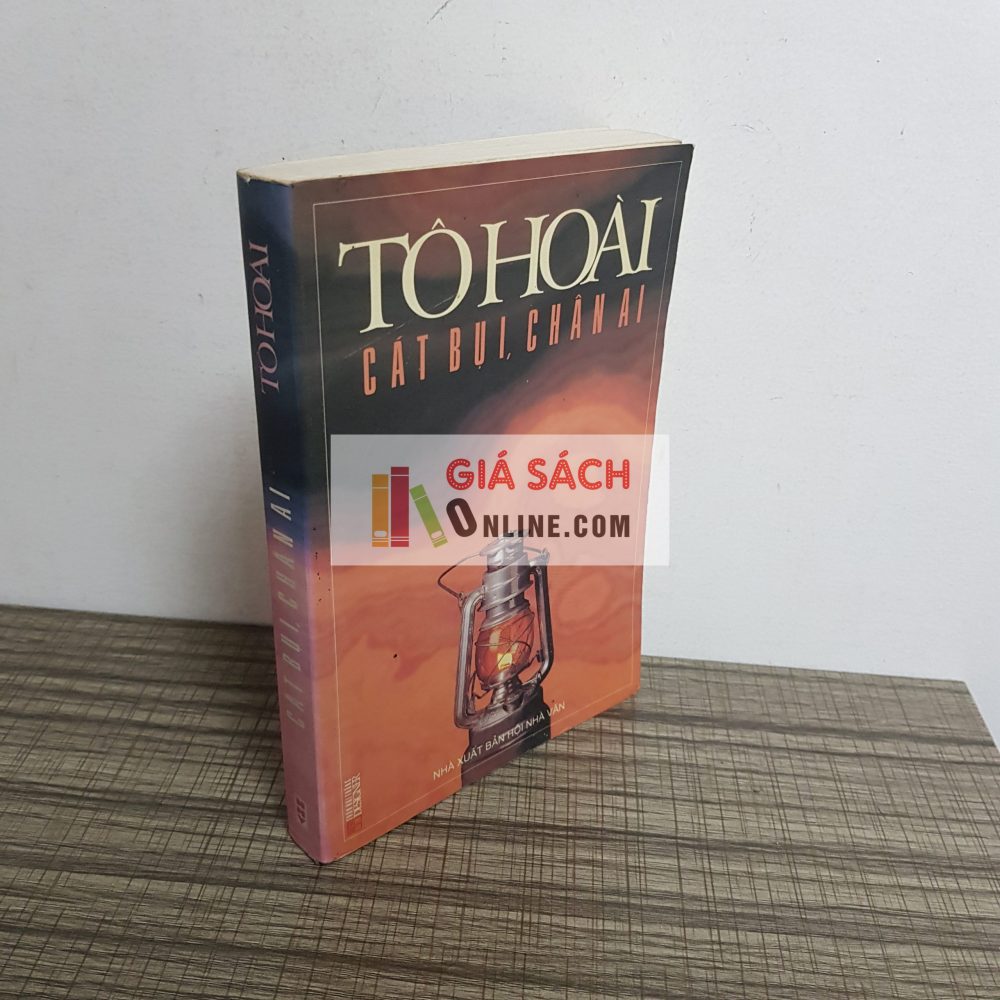 TÔ HOÀI
CÁT BỤI, CHÂN AI
GIÁ SÁCH
ONLINE.COM
NHÀ XUẤT BẢN HỘI NHÀ VĂN
DESIGNER
TÔ HOÀI
CÁT BỤI, CHÂN AI